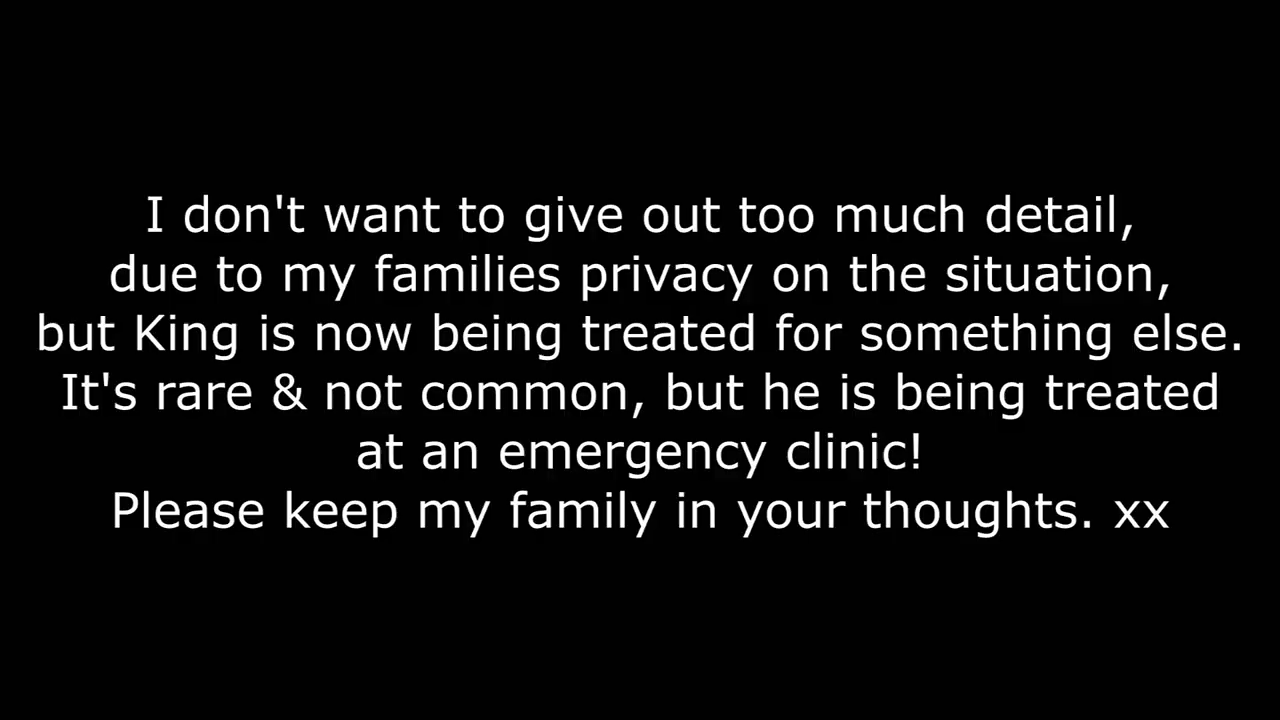 I don't want to give out too much detail,
due to my families privacy on the situation,
but King is now being treated for something else.
It's rare & not common, but he is being treated
at an emergency clinic!
Please keep my family in your thoughts. xx